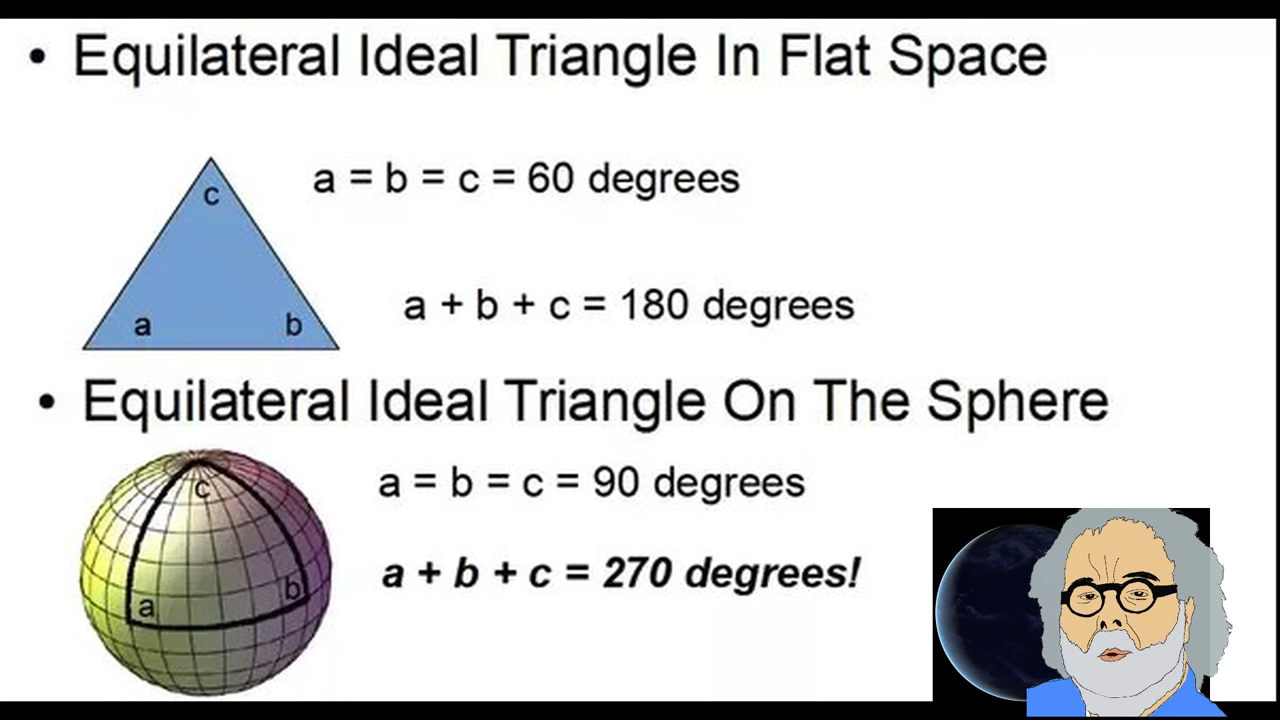 • Equilateral Ideal Triangle In Flat Space
c
a = b = c = 60 degrees
a + b + c = 180 degrees
a b
• Equilateral Ideal Triangle On The Sphere
c
a = b = c = 90 degrees
a + b + c = 270 degrees!
a b